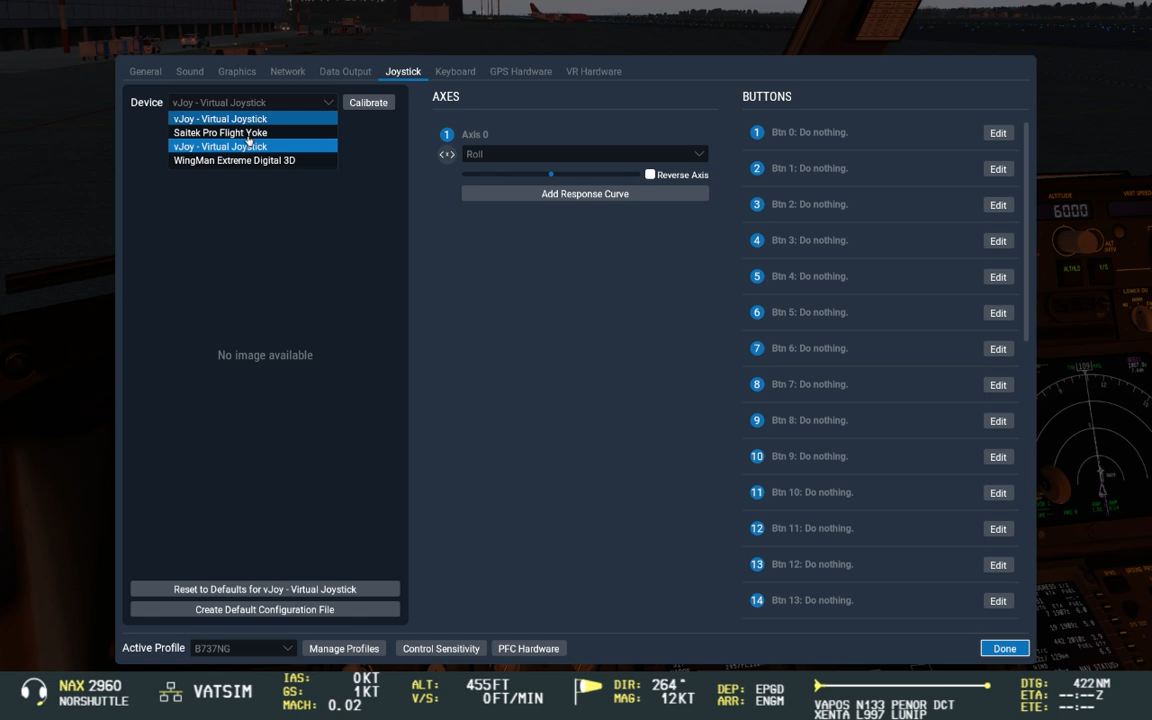 General Sound Graphics Network Data Output Joystick Keyboard GPS Hardware VR Hardware
Device vJoy - Virtual Joystick Calibrate
vJoy - Virtual Joystick
Saitek Pro Flight Yoke
vJoy - Virtual Joystick
WingMan Extreme Digital 3D
No image available
Reset to Defaults for vJoy - Virtual Joystick
Create Default Configuration File
AXES
1 Axis 0
Roll
Reverse Axis
Add Response Curve
BUTTONS
1 Btn 0: Do nothing. Edit
2 Btn 1: Do nothing. Edit
3 Btn 2: Do nothing. Edit
4 Btn 3: Do nothing. Edit
5 Btn 4: Do nothing. Edit
6 Btn 5: Do nothing. Edit
7 Btn 6: Do nothing. Edit
8 Btn 7: Do nothing. Edit
9 Btn 8: Do nothing. Edit
10 Btn 9: Do nothing. Edit
11 Btn 10: Do nothing. Edit
12 Btn 11: Do nothing. Edit
13 Btn 12: Do nothing. Edit
14 Btn 13: Do nothing. Edit
Active Profile B737NG Manage Profiles Control Sensitivity PFC Hardware Done
ALTITUDE
VERT SPEED
6000
ALT HLD
V/S
NAX 2960
NORSHUTTLE
VATSIM
IAS: 0KT
GS: 1KT
MACH: 0.02
ALT: 455FT
V/S: 0FT/MIN
DIR: 264°
MAG: 12KT
DEP: EPGD
ARR: ENGM
VAPOS N133 PENOR DCT
XENTA L997 LUNIP
DTG: 422NM
ETA: --:--Z
ETE: --:--